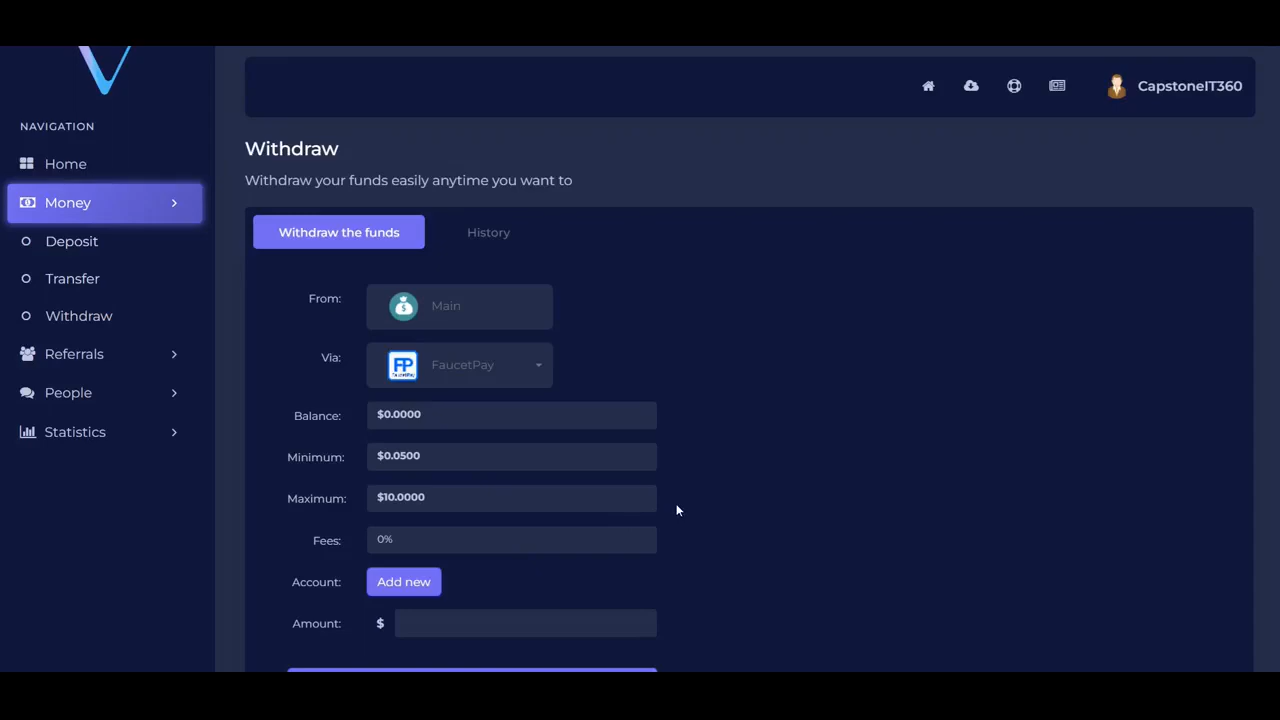 CapstoneIT360
NAVIGATION
Home
Money
Deposit
Transfer
Withdraw
Referrals
People
Statistics
Withdraw
Withdraw your funds easily anytime you want to
Withdraw the funds
History
From:
Main
Via:
FP
FaucetPay
FaucetPay
Balance:
$0.0000
Minimum:
$0.0500
Maximum:
$10.0000
Fees:
0%
Account:
Add new
Amount:
$